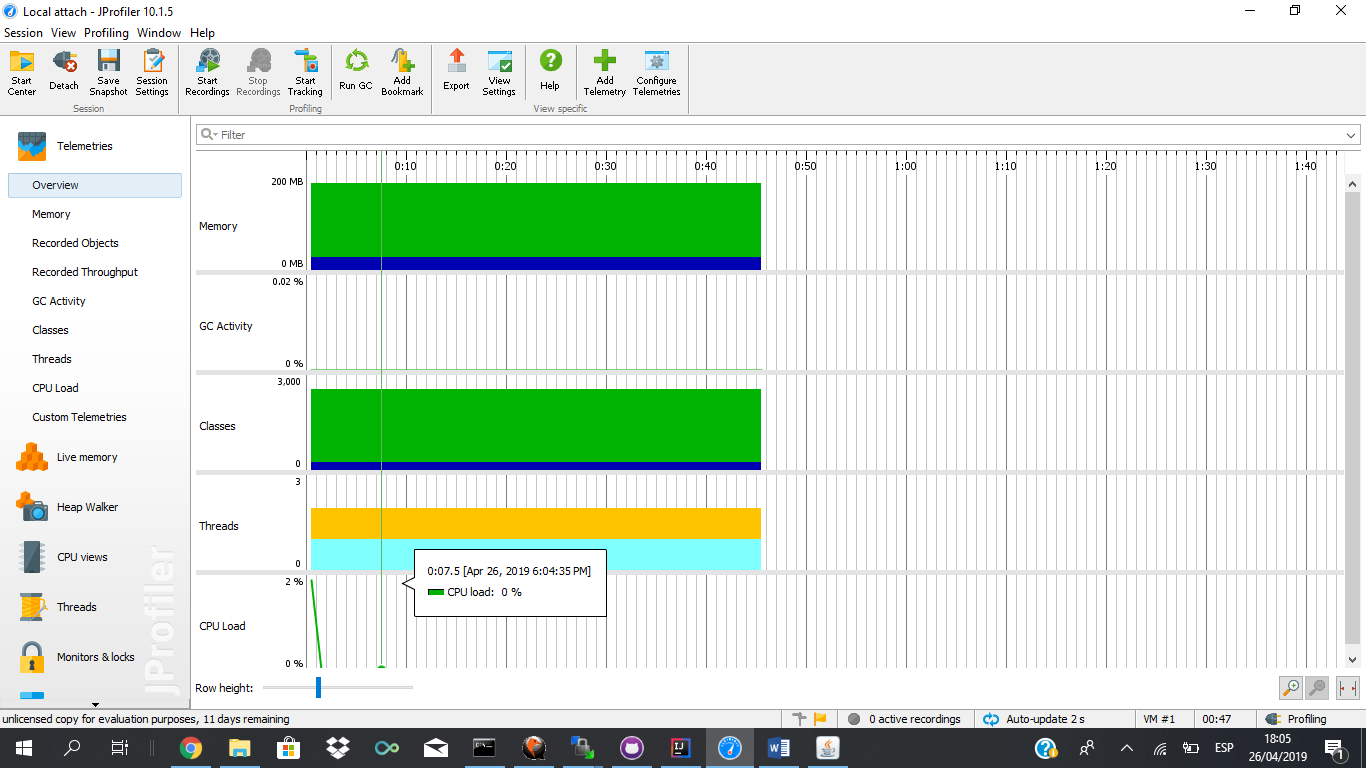 Local attach - JProfiler 10.1.5
Session View Profiling Window Help
Start Center
Detach
Save Snapshot
Session Settings
Start Recordings
Stop Recordings
Start Tracking
Run GC
Add Bookmark
Export
View Settings
Help
Add Telemetry
Configure Telemetries
Session
Profiling
View specific
Telemetries
Overview
Memory
Recorded Objects
Recorded Throughput
GC Activity
Classes
Threads
CPU Load
Custom Telemetries
Live memory
Heap Walker
CPU views
Threads
Monitors & locks
JProfiler
Filter
0:10 0:20 0:30 0:40 0:50 1:00 1:10 1:20 1:30 1:40
200 MB
Memory
0 MB
0.02 %
GC Activity
0 %
3,000
Classes
0
3
Threads
0
0:07.5 [Apr 26, 2019 6:04:35 PM]
CPU load: 0 %
2 %
CPU Load
0 %
Row height:
unlicensed copy for evaluation purposes, 11 days remaining
0 active recordings
Auto-update 2 s
VM #1
00:47
Profiling
ESP
18:05
26/04/2019
1